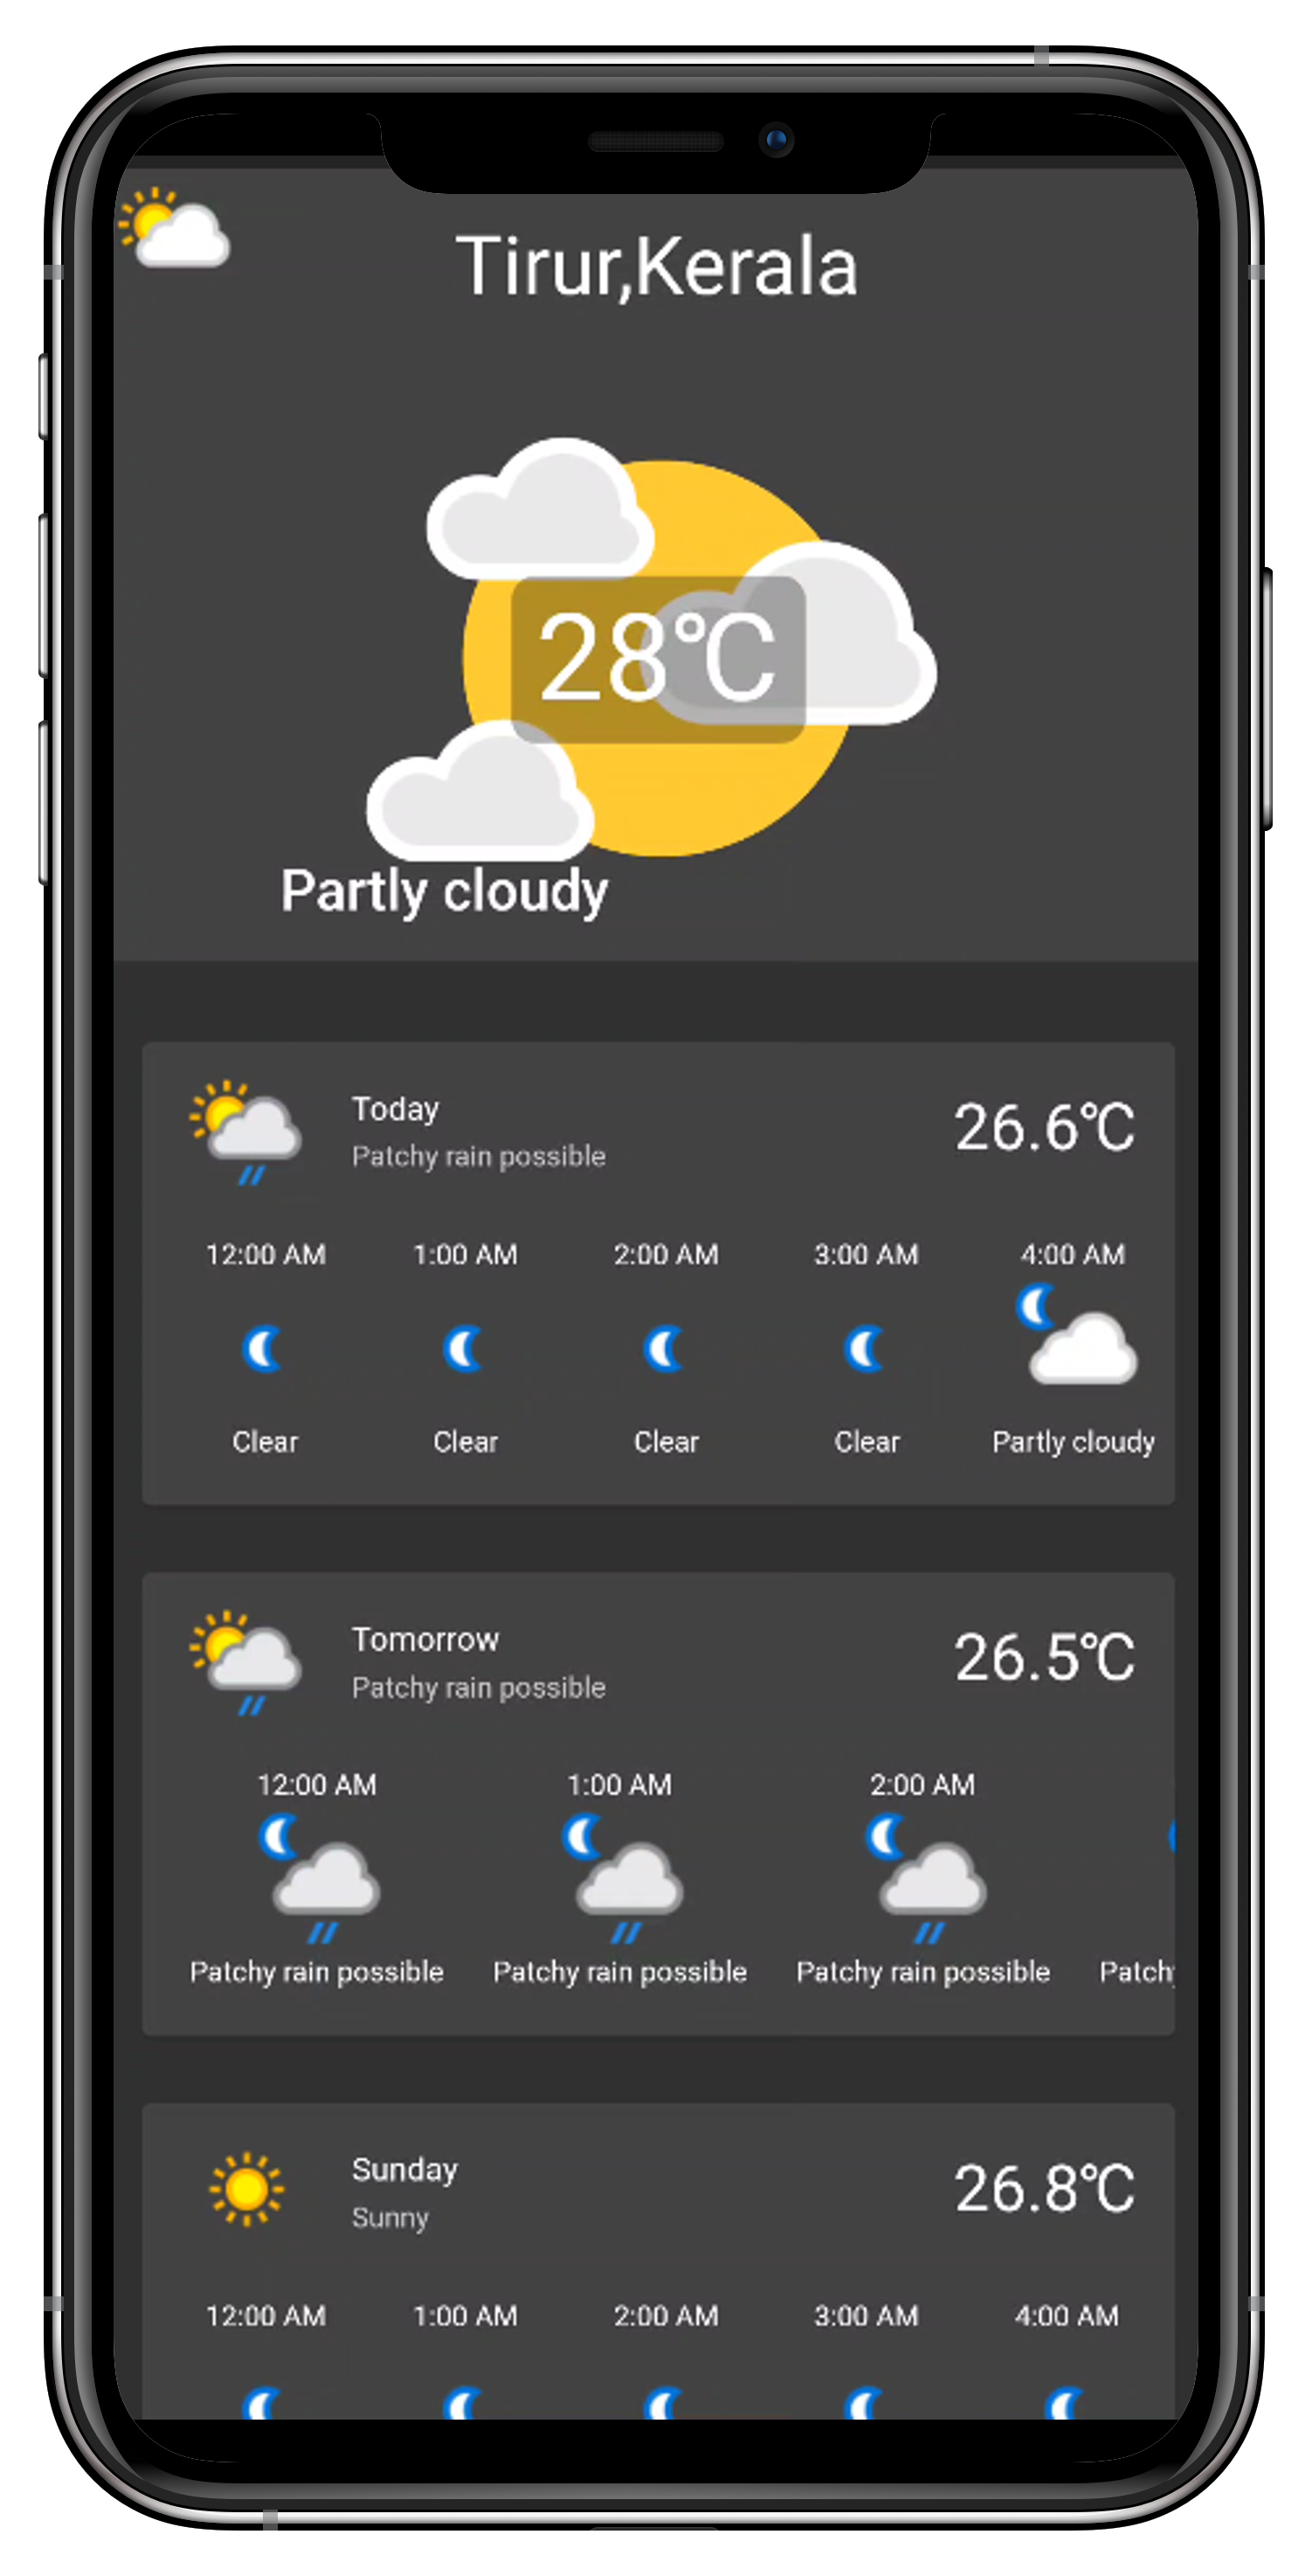 Tirur,Kerala
28°C
Partly cloudy
Today
Patchy rain possible
26.6°C
12:00 AM 1:00 AM 2:00 AM 3:00 AM 4:00 AM
Clear Clear Clear Clear Partly cloudy
Tomorrow
Patchy rain possible
26.5°C
12:00 AM 1:00 AM 2:00 AM
Patchy rain possible Patchy rain possible Patchy rain possible Patchy
Sunday
Sunny
26.8°C
12:00 AM 1:00 AM 2:00 AM 3:00 AM 4:00 AM